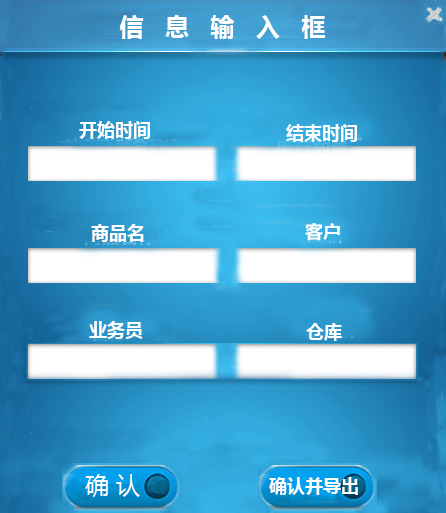 信息输入框
开始时间 结束时间
商品名 客户
业务员 仓库
确认 确认并导出